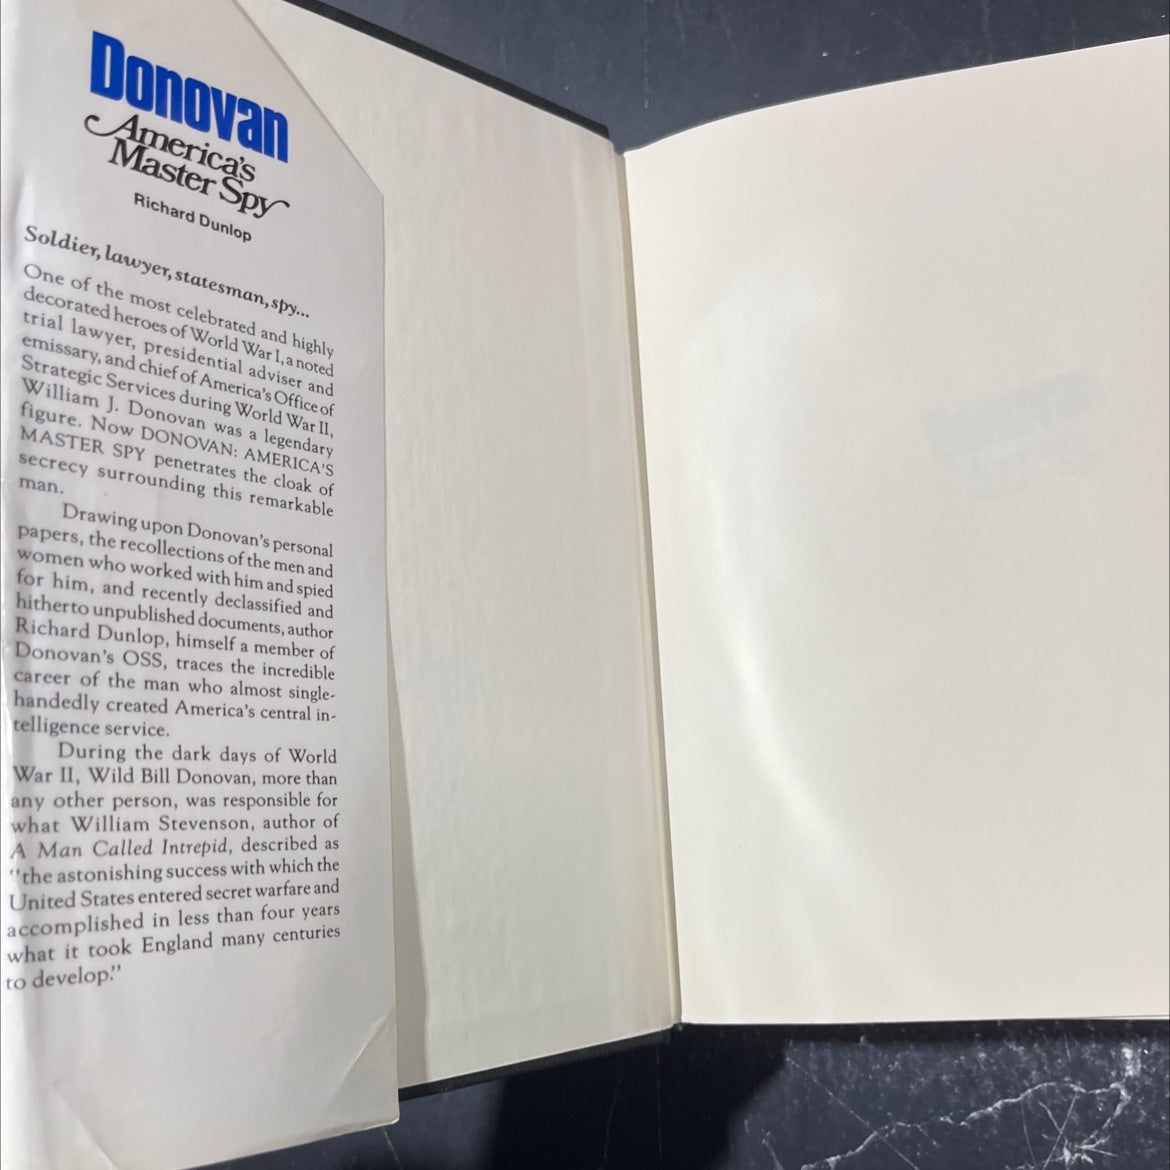 Donovan
America's
Master Spy
Richard Dunlop
Soldier, lawyer, statesman, spy...
One of the most celebrated and highly
decorated heroes of World War I, a noted
trial lawyer, presidential adviser and
emissary, and chief of America's Office of
Strategic Services during World War II,
William J. Donovan was a legendary
figure. Now DONOVAN: AMERICA'S
MASTER SPY penetrates the cloak of
secrecy surrounding this remarkable
man.
Drawing upon Donovan's personal
papers, the recollections of the men and
women who worked with him and spied
for him, and recently declassified and
hitherto unpublished documents, author
Richard Dunlop, himself a member of
Donovan's OSS, traces the incredible
career of the man who almost single-
handedly created America's central in-
telligence service.
During the dark days of World
War II, Wild Bill Donovan, more than
any other person, was responsible for
what William Stevenson, author of
A Man Called Intrepid, described as
"the astonishing success with which the
United States entered secret warfare and
accomplished in less than four years
what it took England many centuries
to develop."